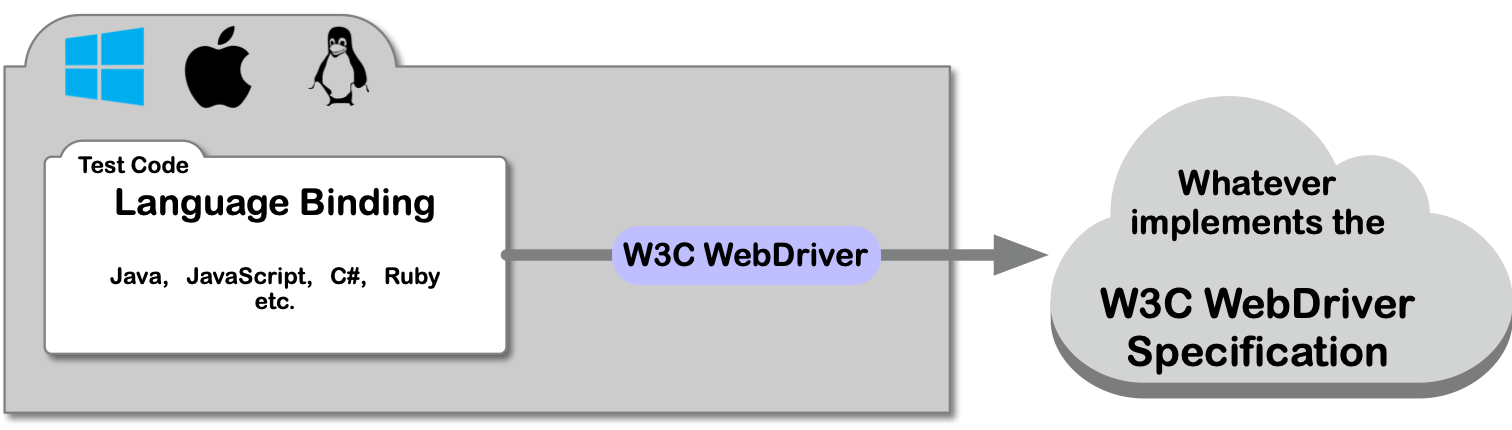 Test Code
Language Binding
Java, JavaScript, C#, Ruby
etc.
W3C WebDriver
Whatever
implements the
W3C WebDriver
Specification